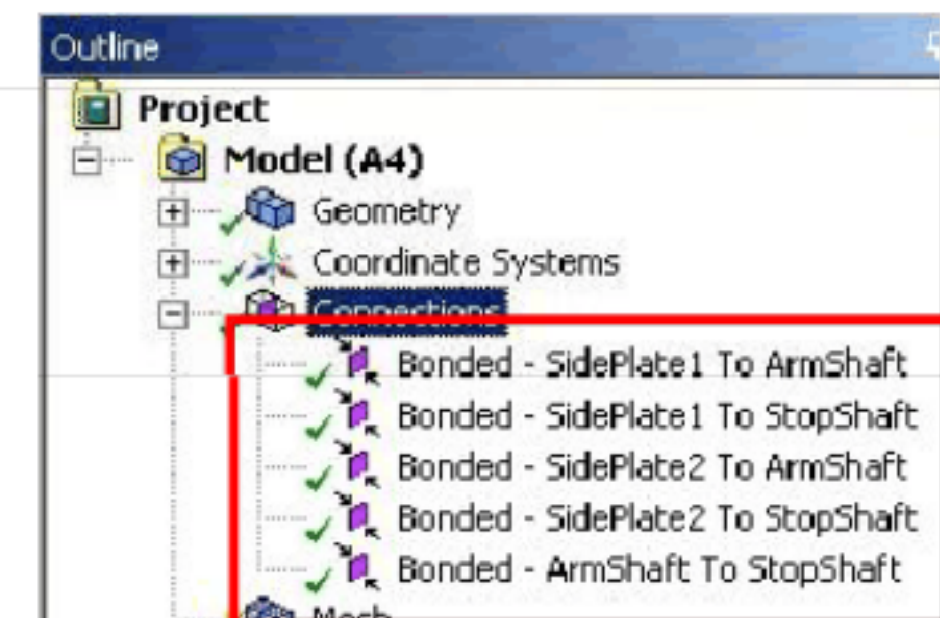 Outline
Project
Model (A4)
Geometry
Coordinate Systems
Connections
Bonded - SidePlate1 To ArmShaft
Bonded - SidePlate1 To StopShaft
Bonded - SidePlate2 To ArmShaft
Bonded - SidePlate2 To StopShaft
Bonded - ArmShaft To StopShaft
Mesh